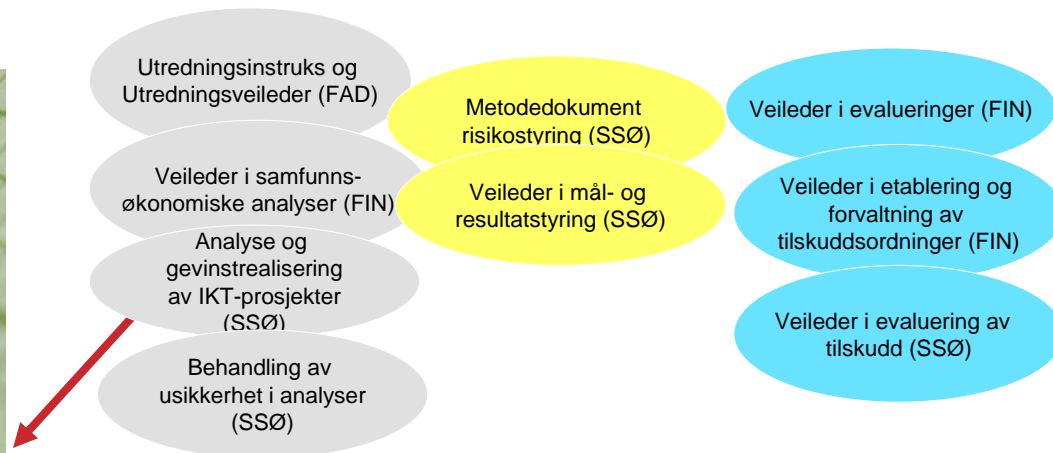 Utredningsinstruks og
Utredningsveileder (FAD)
Veileder i samfunns-
økonomiske analyser (FIN)
Analyse og
gevinstrealisering
av IKT-prosjekter
(SSØ)
Behandling av
usikkerhet i analyser
(SSØ)
Metodedokument
risikostyring (SSØ)
Veileder i mål- og
resultatstyring (SSØ)
Veileder i evalueringer (FIN)
Veileder i etablering og
forvaltning av
tilskuddsordninger (FIN)
Veileder i evaluering av
tilskudd (SSØ)